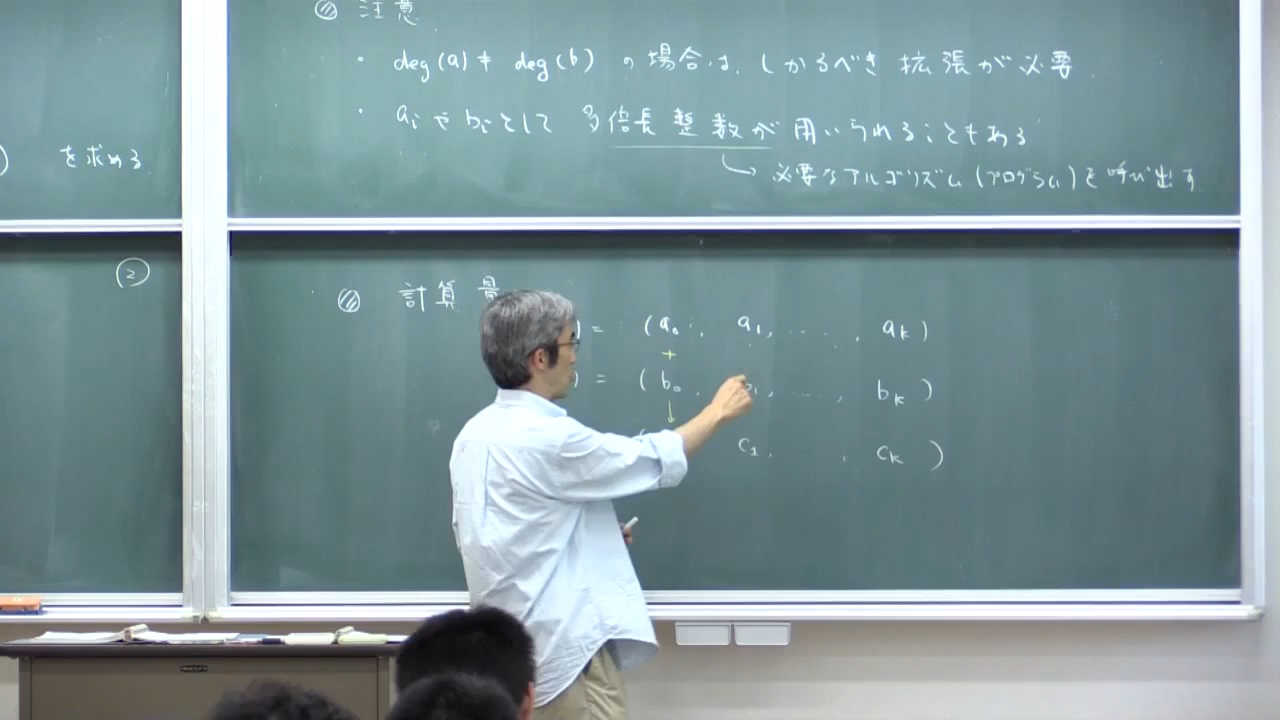 ) を求める
②
注意
・ deg(a) ≠ deg(b) の場合は、しかるべき 拡張が必要
・ aᵢ や bᵢ として 多倍長整数が用いられることもある
↳ 必要なアルゴリズム(プログラム)を呼び出す
計算量
) = (a₀, a₁, ...., aₖ)
+
) = (b₀, b₁, ...., bₖ)
↓
( c₁, ..., cₖ )